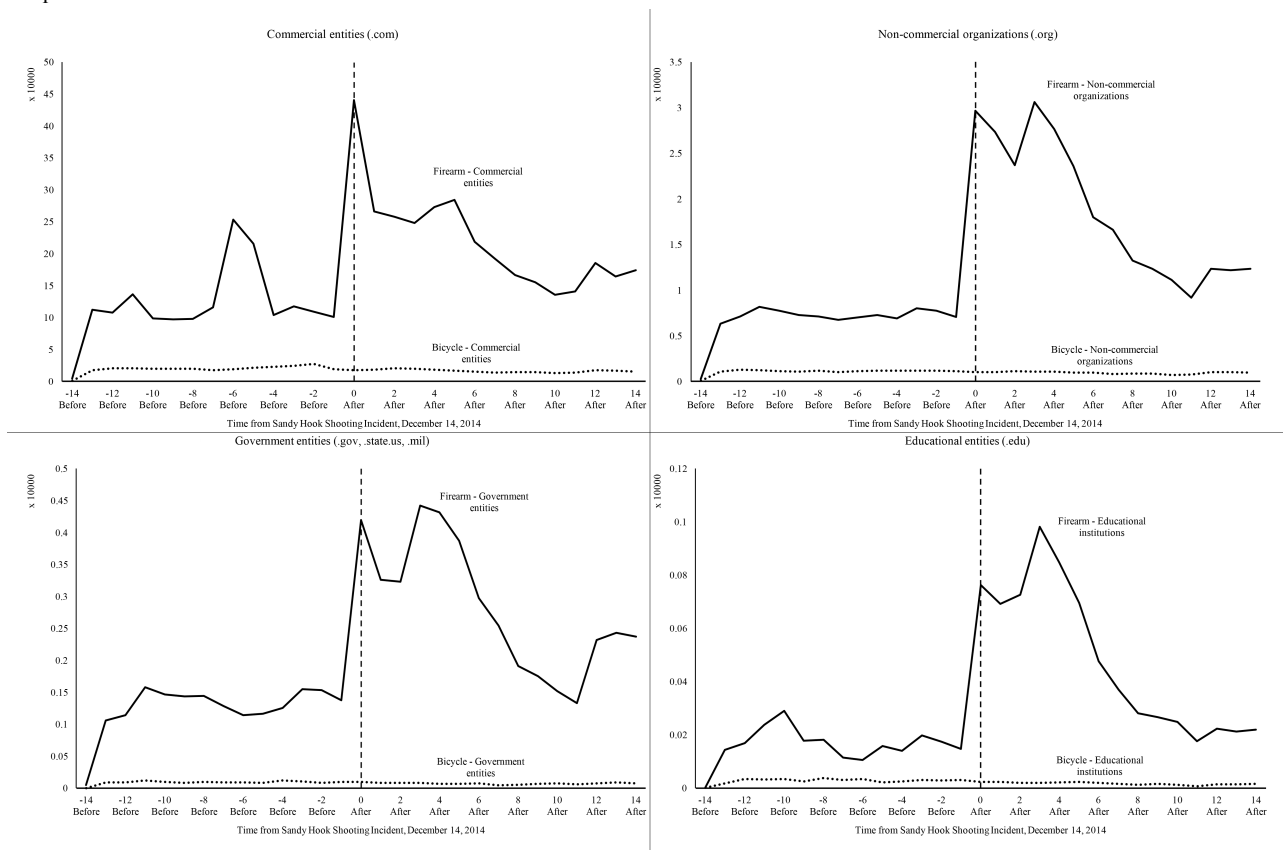 Commercial entities (.com)
x 10000
50
45
40
35
30
25
20
15
10
5
0
Firearm - Commercial
entities
Bicycle - Commercial
entities
-14 -12 -10 -8 -6 -4 -2 0 2 4 6 8 10 12 14
Before Before Before Before Before Before Before After After After After After After After After
Time from Sandy Hook Shooting Incident, December 14, 2014
Non-commercial organizations (.org)
x 10000
3.5
3
2.5
2
1.5
1
0.5
0
Firearm - Non-commercial
organizations
Bicycle - Non-commercial
organizations
-14 -12 -10 -8 -6 -4 -2 0 2 4 6 8 10 12 14
Before Before Before Before Before Before Before After After After After After After After After
Time from Sandy Hook Shooting Incident, December 14, 2014
Government entities (.gov, .state.us, .mil)
x 10000
0.5
0.45
0.4
0.35
0.3
0.25
0.2
0.15
0.1
0.05
0
Firearm - Government
entities
Bicycle - Government
entities
-14 -12 -10 -8 -6 -4 -2 0 2 4 6 8 10 12 14
Before Before Before Before Before Before Before After After After After After After After After
Time from Sandy Hook Shooting Incident, December 14, 2014
Educational entities (.edu)
x 10000
0.12
0.1
0.08
0.06
0.04
0.02
0
Firearm - Educational
institutions
Bicycle - Educational
institutions
-14 -12 -10 -8 -6 -4 -2 0 2 4 6 8 10 12 14
Before Before Before Before Before Before Before After After After After After After After After
Time from Sandy Hook Shooting Incident, December 14, 2014